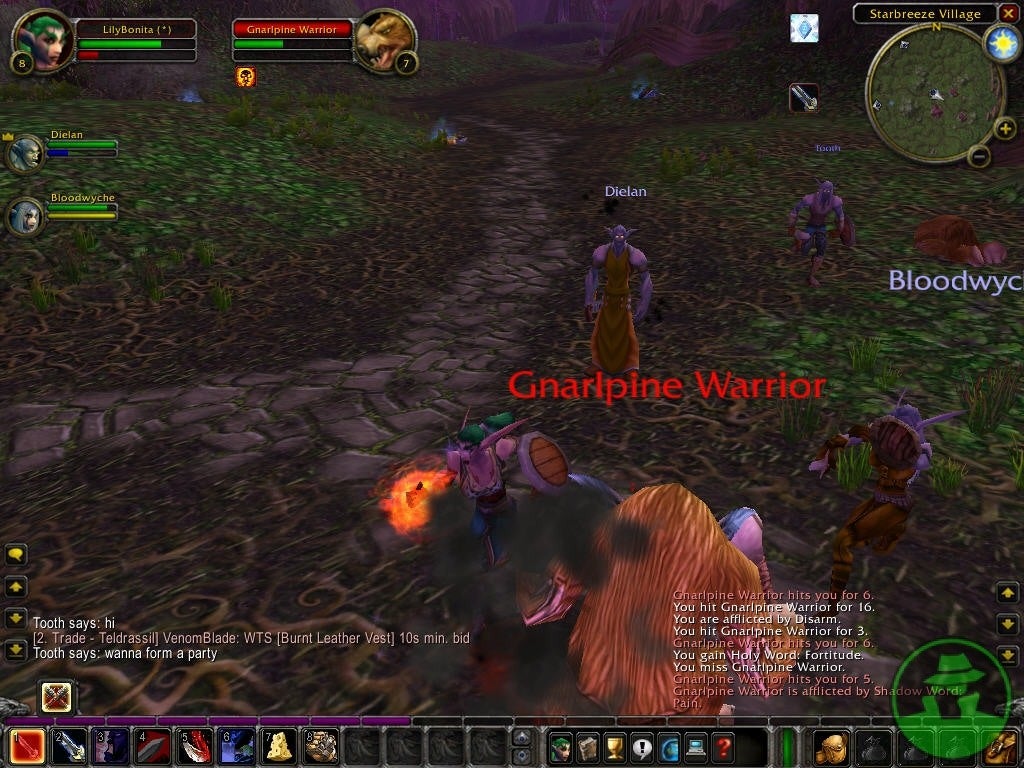 LilyBonita (*)
8
Gnarlpine Warrior
7
Starbreeze Village
N
Dielan
Bloodwyche
Tooth
Dielan
Bloodwyc
Gnarlpine Warrior
Tooth says: hi
[2. Trade - Teldrassil] VenomBlade: WTS [Burnt Leather Vest] 10s min. bid
Tooth says: wanna form a party
Gnarlpine Warrior hits you for 6.
You hit Gnarlpine Warrior for 16.
You are afflicted by Disarm.
You hit Gnarlpine Warrior for 3.
Gnarlpine Warrior hits you for 6.
You gain Holy Word: Fortitude.
You miss Gnarlpine Warrior.
Gnarlpine Warrior hits you for 5.
Gnarlpine Warrior is afflicted by Shadow Word:
Pain.
1 2 3 4 5 6 7 8